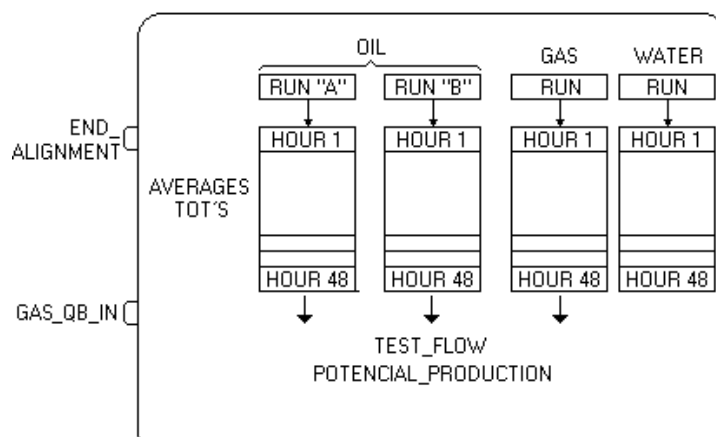 OIL
GAS WATER
RUN "A" RUN "B" RUN RUN
END_
ALIGNMENT
HOUR 1 HOUR 1 HOUR 1 HOUR 1
AVERAGES
TOT'S
HOUR 48 HOUR 48 HOUR 48 HOUR 48
GAS_QB_IN
TEST_FLOW
POTENCIAL_PRODUCTION